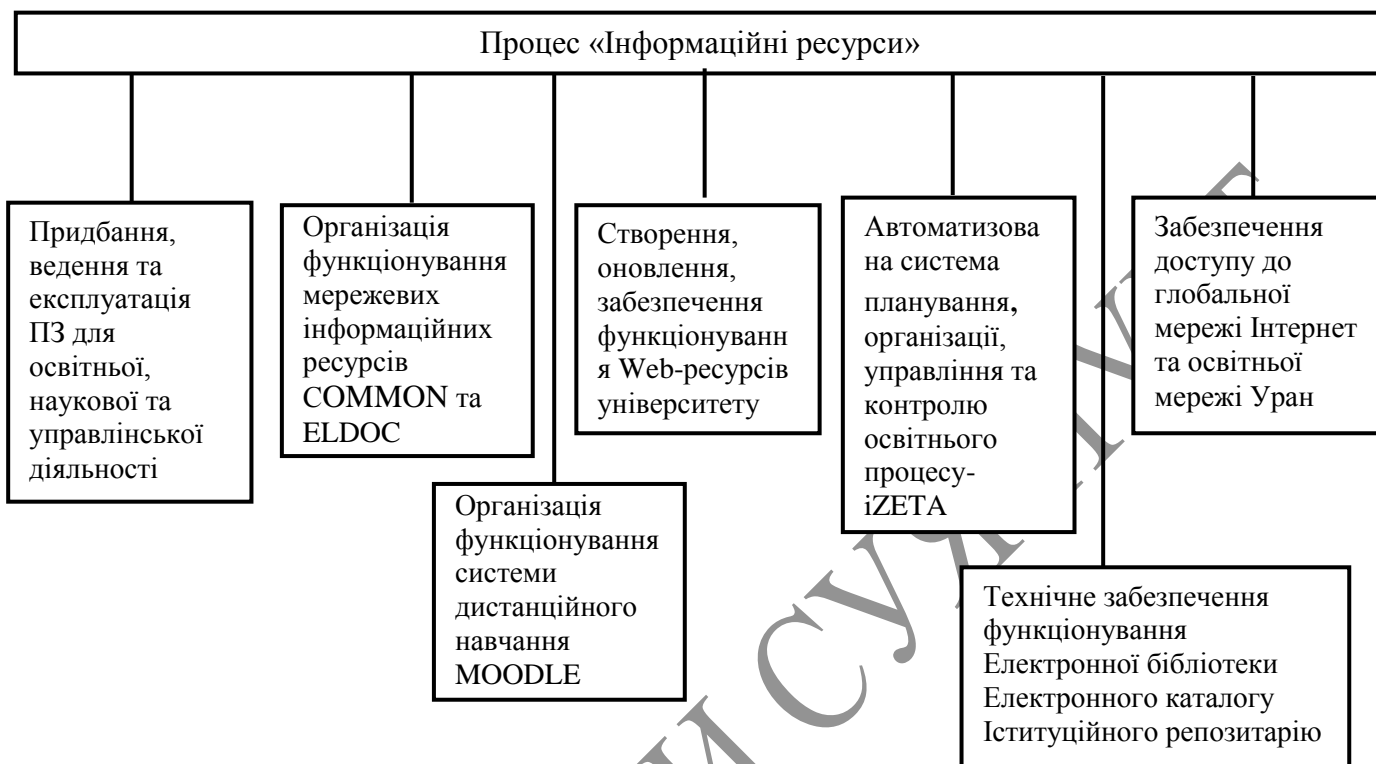 Процес «Інформаційні ресурси»
Придбання,
ведення та
експлуатація
ПЗ для
освітньої,
наукової та
управлінської
діяльності
Організація
функціонування
мережевих
інформаційних
ресурсів
COMMON та
ELDOC
Організація
функціонування
системи
дистанційного
навчання
MOODLE
Створення,
оновлення,
забезпечення
функціонуванн
я Web-ресурсів
університету
Автоматизова
на система
планування,
організації,
управління та
контролю
освітнього
процесу-
iZETA
Забезпечення
доступу до
глобальної
мережі Інтернет
та освітньої
мережі Уран
Технічне забезпечення
функціонування
Електронної бібліотеки
Електронного каталогу
Іституційного репозитарію